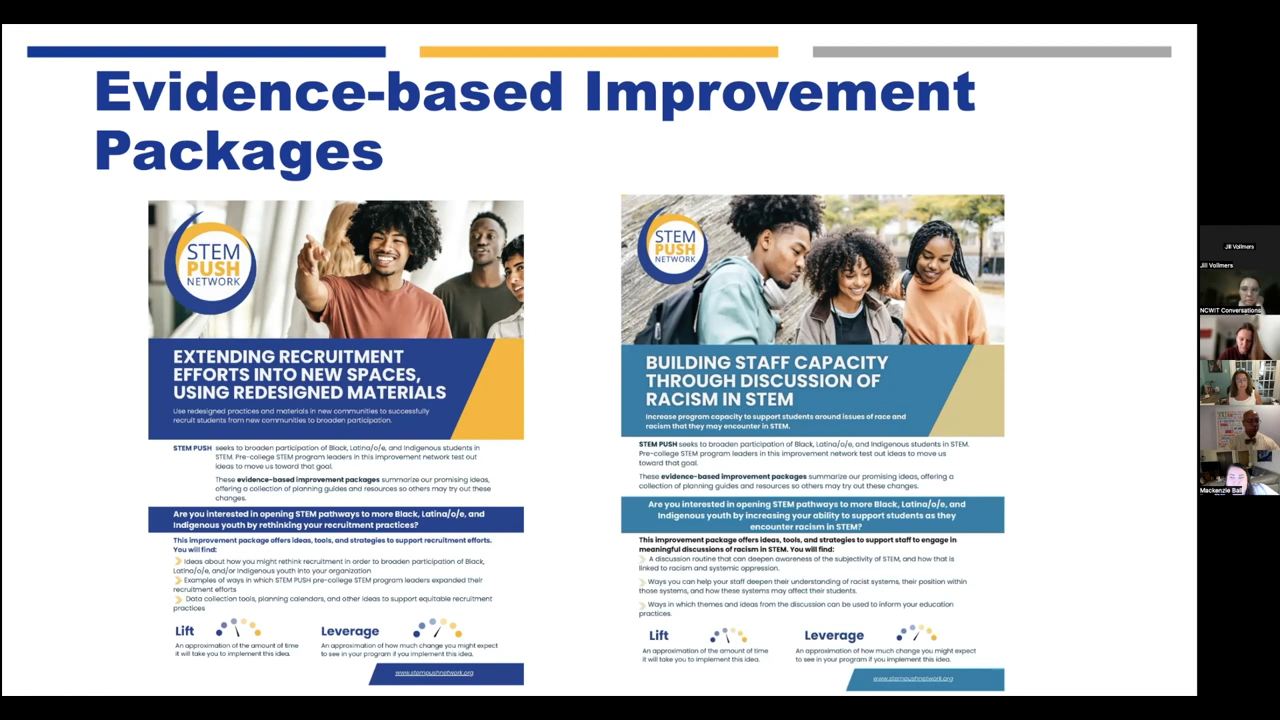 Evidence-based Improvement
Packages
STEM
PUSH
NETWORK
EXTENDING RECRUITMENT
EFFORTS INTO NEW SPACES,
USING REDESIGNED MATERIALS
Use redesigned practices and materials in new communities to successfully
recruit students from new communities to broaden participation.
STEM PUSH seeks to broaden participation of Black, Latina/o/e, and Indigenous students in
STEM. Pre-college STEM program leaders in this improvement network test out
ideas to move us toward that goal.
These evidence-based improvement packages summarize our promising ideas,
offering a collection of planning guides and resources so others may try out these
changes.
Are you interested in opening STEM pathways to more Black, Latina/o/e, and
Indigenous youth by rethinking your recruitment practices?
This improvement package offers ideas, tools, and strategies to support recruitment efforts.
You will find:
Ideas about how you might rethink recruitment in order to broaden participation of Black,
Latina/o/e, and/or Indigenous youth into your organization
Examples of ways in which STEM PUSH pre-college STEM program leaders expanded their
recruitment efforts
Data collection tools, planning calendars, and other ideas to support equitable recruitment
practices
Lift
An approximation of the amount of time
it will take you to implement this idea.
Leverage
An approximation of how much change you might expect
to see in your program if you implement this idea.
www.stempushnetwork.org
STEM
PUSH
NETWORK
BUILDING STAFF CAPACITY
THROUGH DISCUSSION OF
RACISM IN STEM
Increase program capacity to support students around issues of race and
racism that they may encounter in STEM.
STEM PUSH seeks to broaden participation of Black, Latina/o/e, and Indigenous students in STEM.
Pre-college STEM program leaders in this improvement network test out ideas to move us
toward that goal.
These evidence-based improvement packages summarize our promising ideas, offering a
collection of planning guides and resources so others may try out these changes.
Are you interested in opening STEM pathways to more Black, Latina/o/e, and
Indigenous youth by increasing your ability to support students as they
encounter racism in STEM?
This improvement package offers ideas, tools, and strategies to support staff to engage in
meaningful discussions of racism in STEM. You will find:
A discussion routine that can deepen awareness of the subjectivity of STEM, and how that is
linked to racism and systemic oppression.
Ways you can help your staff deepen their understanding of racist systems, their position within
those systems, and how these systems may affect their students.
Ways in which themes and ideas from the discussion can be used to inform your education
practices.
Lift
An approximation of the amount of time
it will take you to implement this idea.
Leverage
An approximation of how much change you might expect
to see in your program if you implement this idea.
www.stempushnetwork.org
Jill Vollmers
Jill Vollmers
NCWIT Conversations
Mackenzie Ball